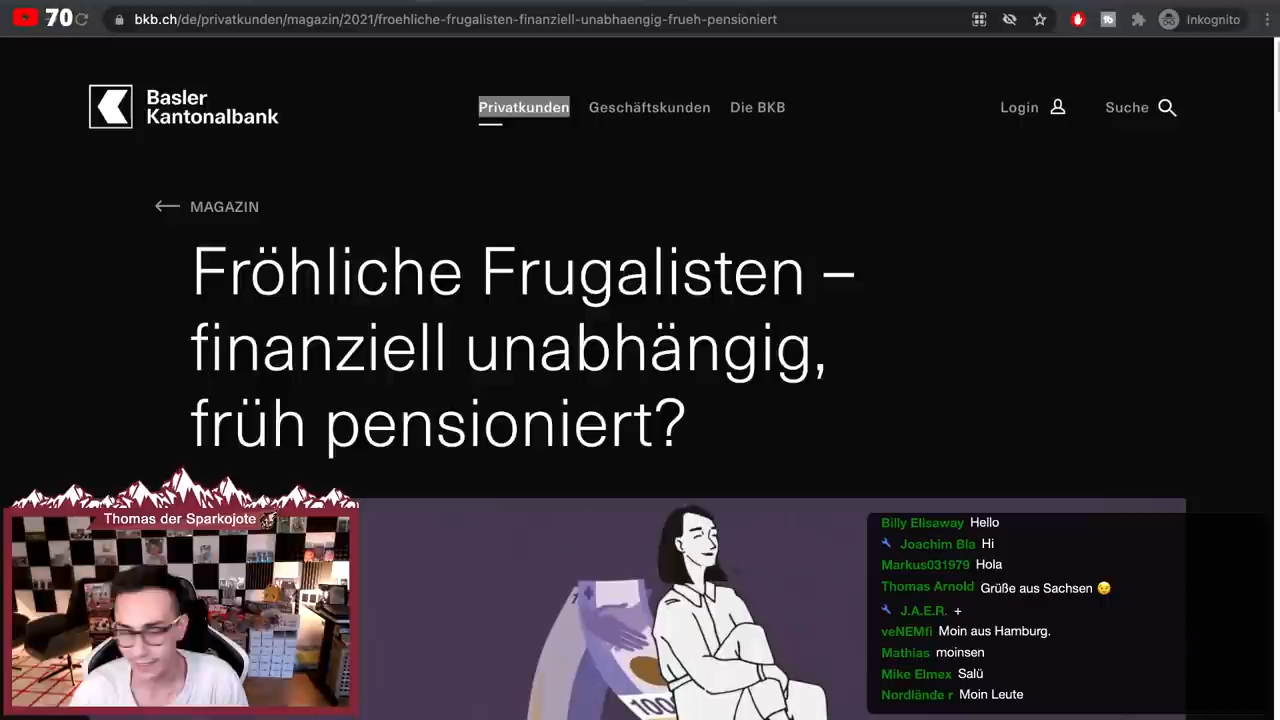 70
bkb.ch/de/privatkunden/magazin/2021/froehliche-frugalisten-finanziell-unabhaengig-frueh-pensioniert
Inkognito
Basler
Kantonalbank
Privatkunden
Geschäftskunden
Die BKB
Login
Suche
MAGAZIN
Fröhliche Frugalisten –
finanziell unabhängig,
früh pensioniert?
Thomas der Sparkojote
100
Billy Elisaway Hello
Joachim Bla Hi
Markus031979 Hola
Thomas Arnold Grüße aus Sachsen 😉
J.A.E.R. +
veNEMfi Moin aus Hamburg.
Mathias moinsen
Mike Elmex Salü
Nordlände r Moin Leute